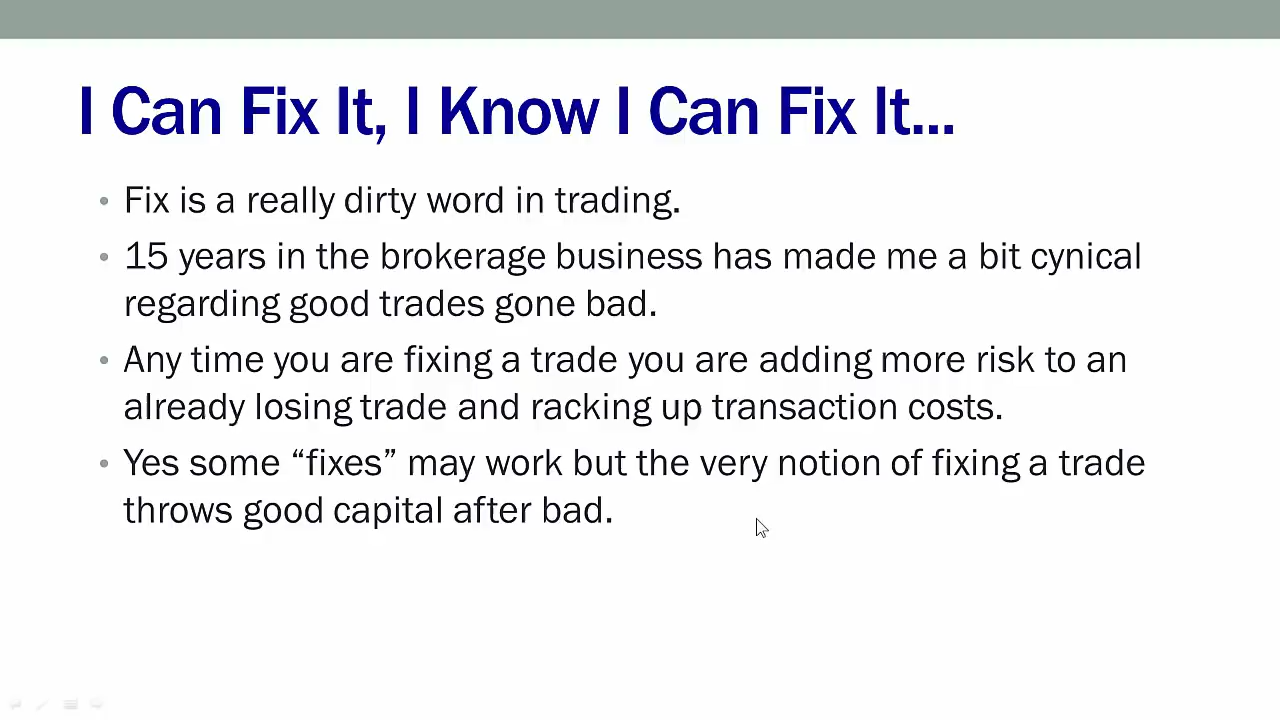 I Can Fix It, I Know I Can Fix It...
• Fix is a really dirty word in trading.
• 15 years in the brokerage business has made me a bit cynical
regarding good trades gone bad.
• Any time you are fixing a trade you are adding more risk to an
already losing trade and racking up transaction costs.
• Yes some “fixes” may work but the very notion of fixing a trade
throws good capital after bad.